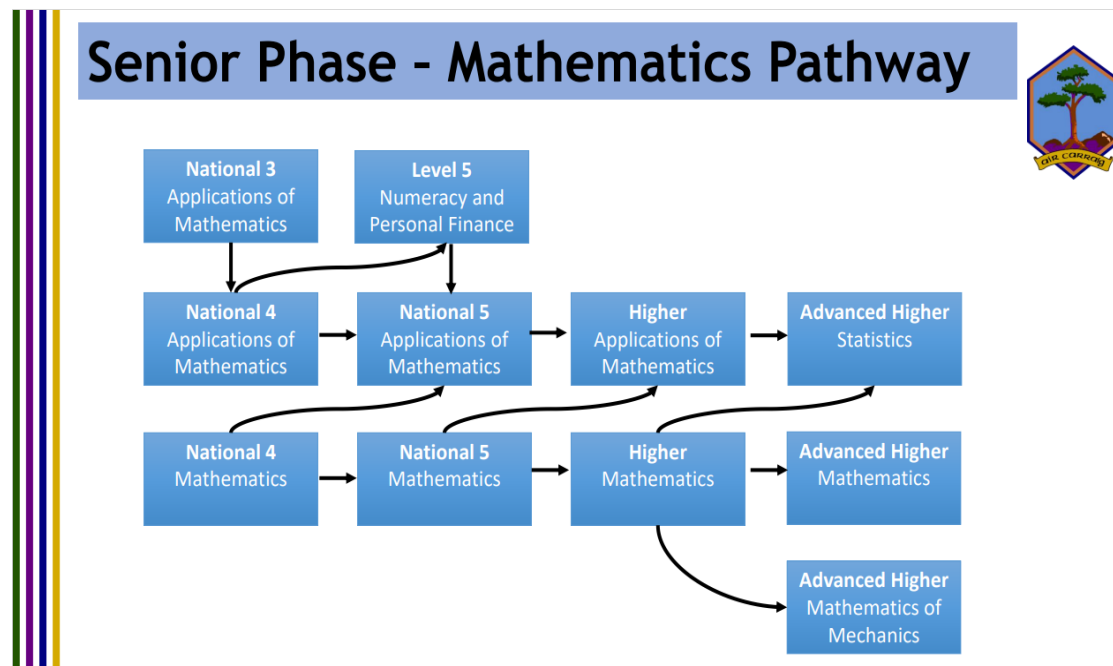 Senior Phase - Mathematics Pathway
AIR CARRAIG
National 3
Applications of
Mathematics
Level 5
Numeracy and
Personal Finance
National 4
Applications of
Mathematics
National 5
Applications of
Mathematics
Higher
Applications of
Mathematics
Advanced Higher
Statistics
National 4
Mathematics
National 5
Mathematics
Higher
Mathematics
Advanced Higher
Mathematics
Advanced Higher
Mathematics of
Mechanics